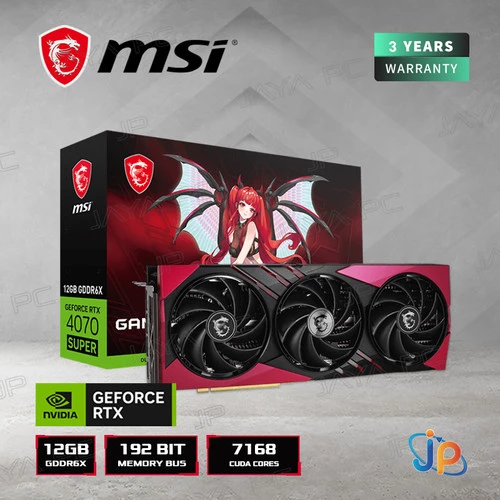 msi
3 YEARS
WARRANTY
msi
12GB GDDR6X
GEFORCE RTX
4070
SUPER
GAM
NVIDIA
GEFORCE
RTX
12GB
GDDR6X
192 BIT
MEMORY BUS
7168
CUDA CORES
JP